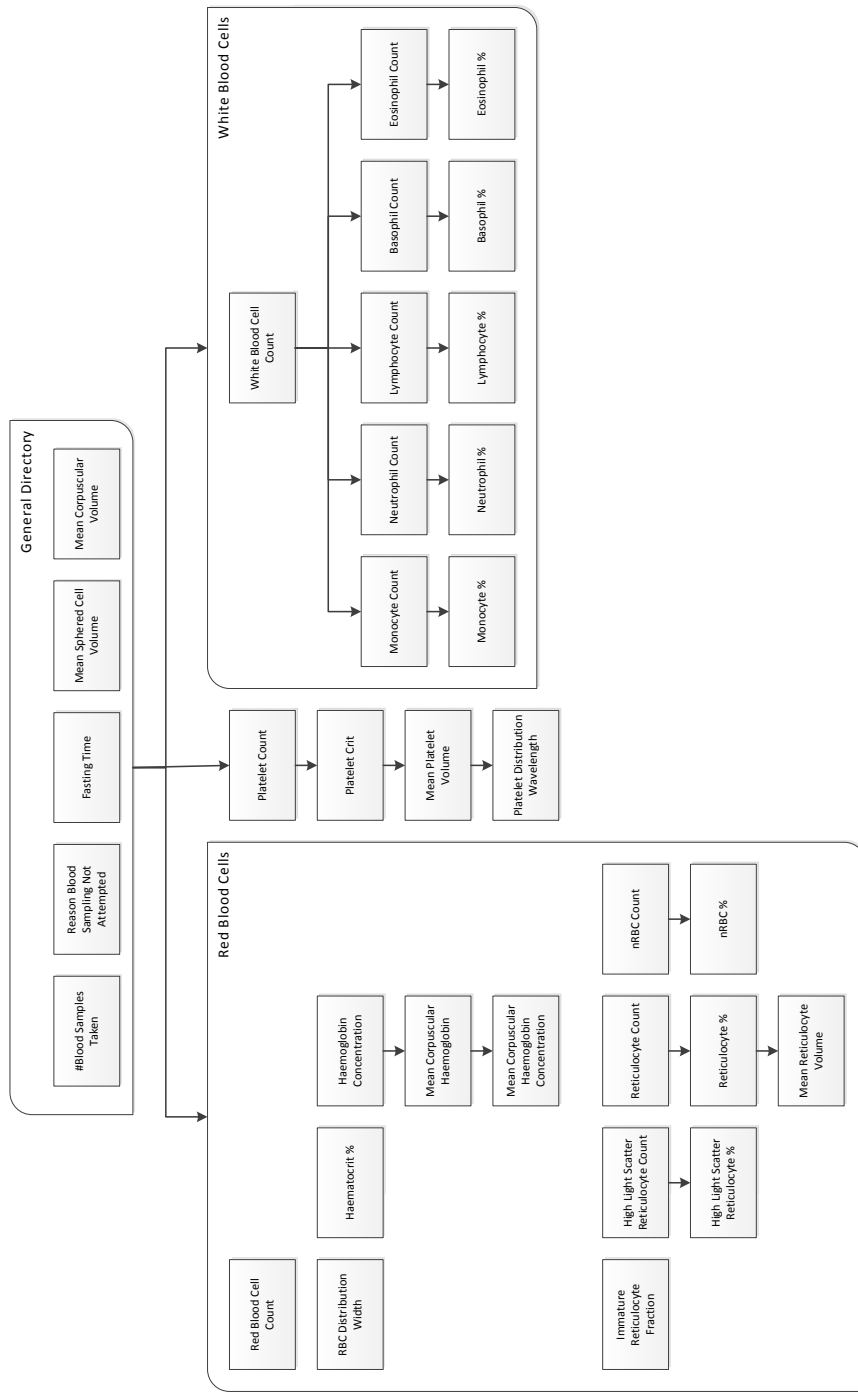 General Directory
#Blood Samples
Taken
Reason Blood
Sampling Not
Attempted
Fasting Time
Mean Sphered Cell
Volume
Mean Corpuscular
Volume
Red Blood Cells
Red Blood Cell
Count
RBC Distribution
Width
Haematocrit %
Haemoglobin
Concentration
Mean Corpuscular
Haemoglobin
Mean Corpuscular
Haemoglobin
Concentration
Immature
Reticulocyte
Fraction
High Light Scatter
Reticulocyte Count
Reticulocyte Count
nRBC Count
High Light Scatter
Reticulocyte %
Reticulocyte %
nRBC %
Mean Reticulocyte
Volume
Platelet Count
Platelet Crit
Mean Platelet
Volume
Platelet Distribution
Wavelength
White Blood Cells
White Blood Cell
Count
Monocyte Count
Neutrophil Count
Lymphocyte Count
Basophil Count
Eosinophil Count
Monocyte %
Neutrophil %
Lymphocyte %
Basophil %
Eosinophil %